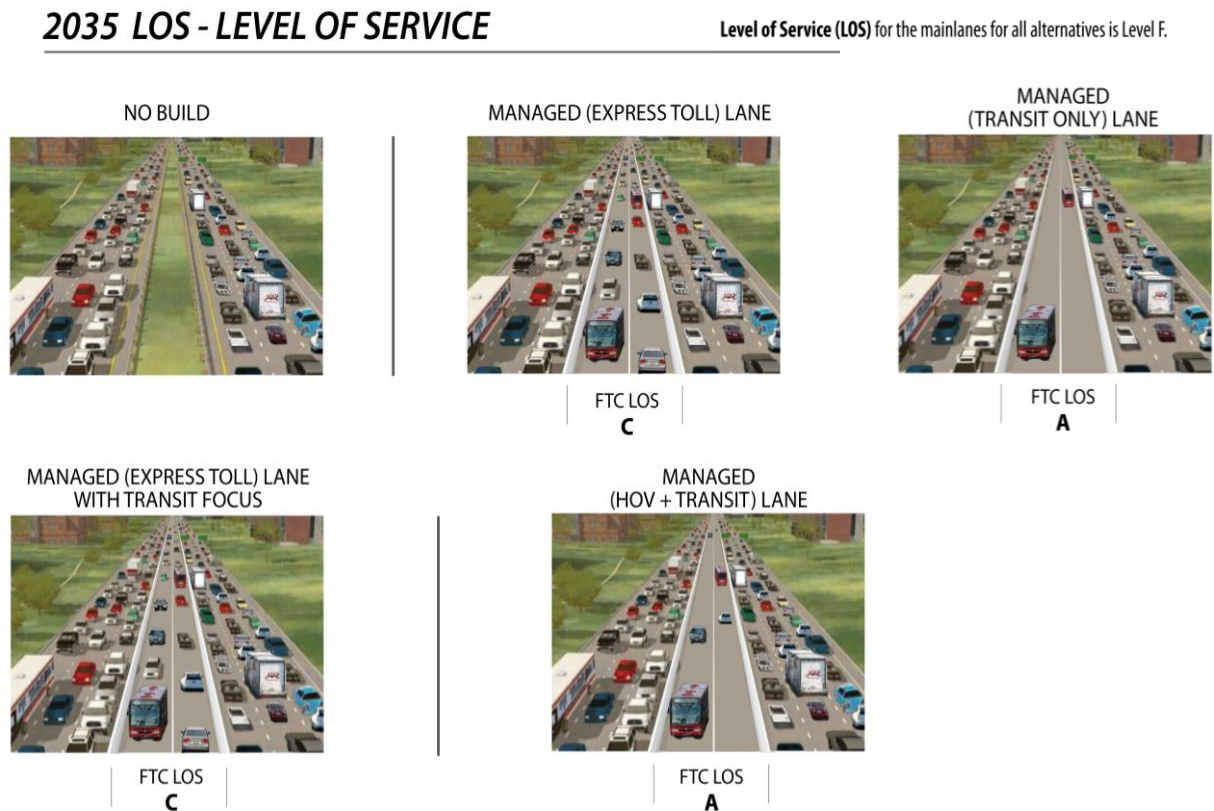 2035 LOS - LEVEL OF SERVICE
Level of Service (LOS) for the mainlanes for all alternatives is Level F.
NO BUILD
MANAGED (EXPRESS TOLL) LANE
FTC LOS
C
MANAGED
(TRANSIT ONLY) LANE
FTC LOS
A
MANAGED (EXPRESS TOLL) LANE
WITH TRANSIT FOCUS
FTC LOS
C
MANAGED
(HOV + TRANSIT) LANE
FTC LOS
A